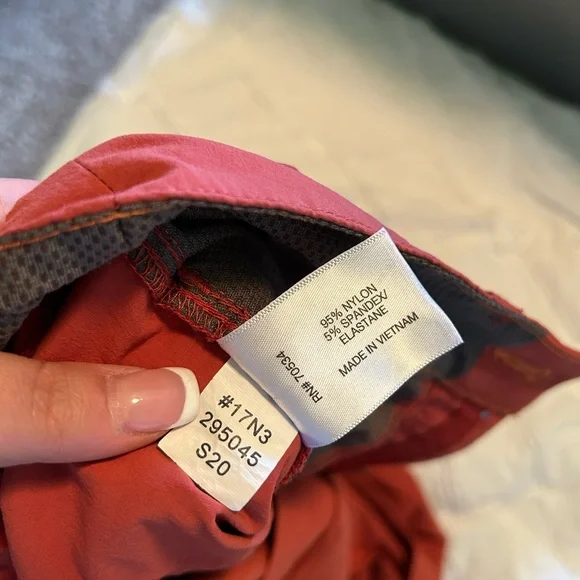 95% NYLON
5% SPANDEX/
ELASTANE
MADE IN VIETNAM
RN# 70534
#17N3
295045
S20